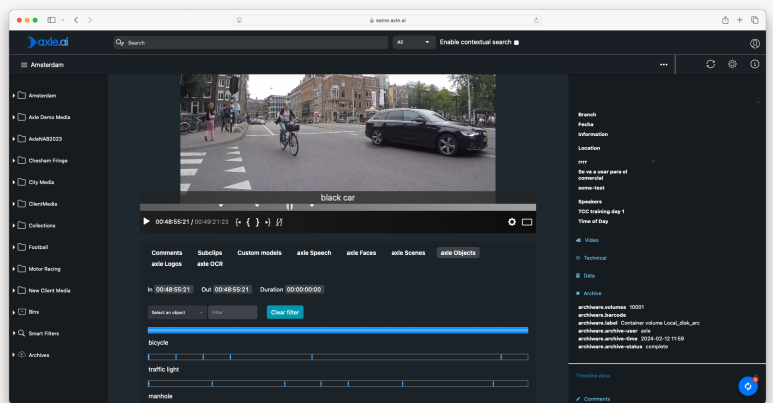 esme.axle.ai
axle.ai
Search
All
Enable contextual search
Amsterdam
Amsterdam
Axle Demo Media
AxleNAB2023
Chesham Fringe
City Media
ClientMedia
Collections
Football
Motor Racing
New Client Media
Bins
Smart Filters
Archives
black car
00:48:55:21 / 00:49:21:23
Comments Subclips Custom models axle Speech axle Faces axle Scenes axle Objects
axle Logos axle OCR
In 00:48:55:21 Out 00:48:55:21 Duration 00:00:00:00
Select an object Filter Clear filter
bicycle
traffic light
manhole
Branch
Fecha
Information
Location
rrrr
Se va a usar para el
comercial
some-test
Speakers
TCC training day 1
Time of Day
Video
Technical
Data
Archive
archiware.volumes 10001
archiware.barcode
archiware.label Container volume Local_disk_arc
archiware.archive-user axle
archiware.archive-time 2024-02-12 11:59
archiware.archive-status complete
Timeline data
Comments